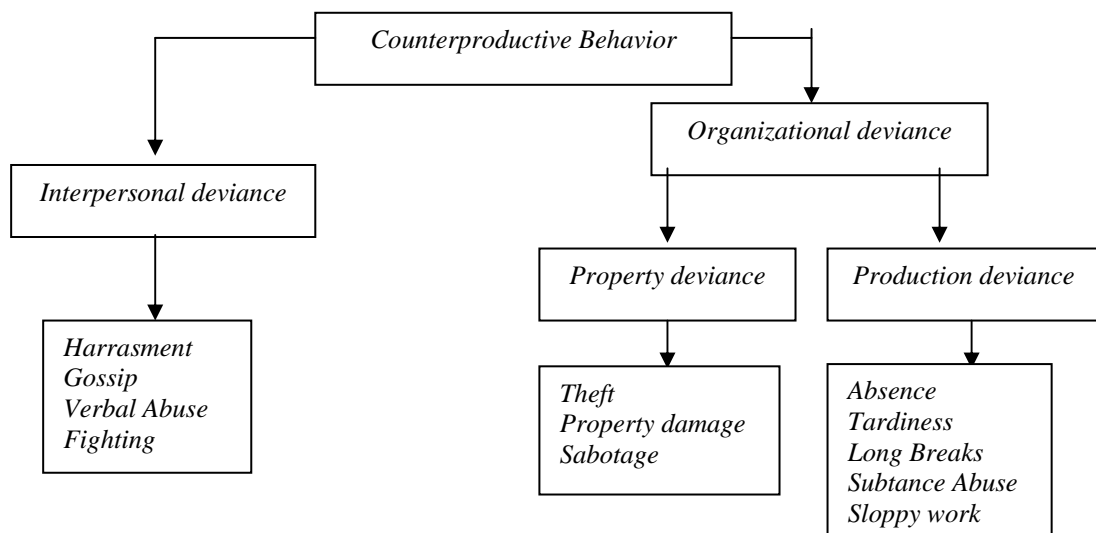 Counterproductive Behavior
Organizational deviance
Interpersonal deviance
Property deviance
Production deviance
Harrasment
Gossip
Verbal Abuse
Fighting
Theft
Property damage
Sabotage
Absence
Tardiness
Long Breaks
Subtance Abuse
Sloppy work